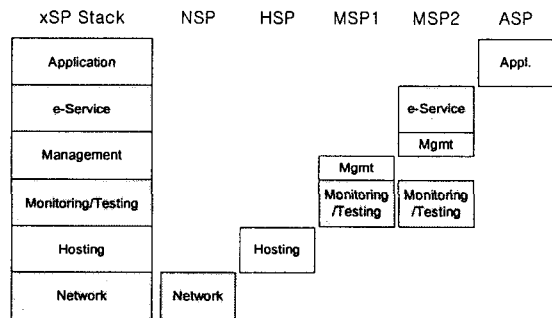 xSP Stack NSP HSP MSP1 MSP2 ASP
Application Appl.
e-Service e-Service
Management Mgmt Mgmt
Monitoring/Testing Monitoring /Testing Monitoring /Testing
Hosting Hosting
Network Network